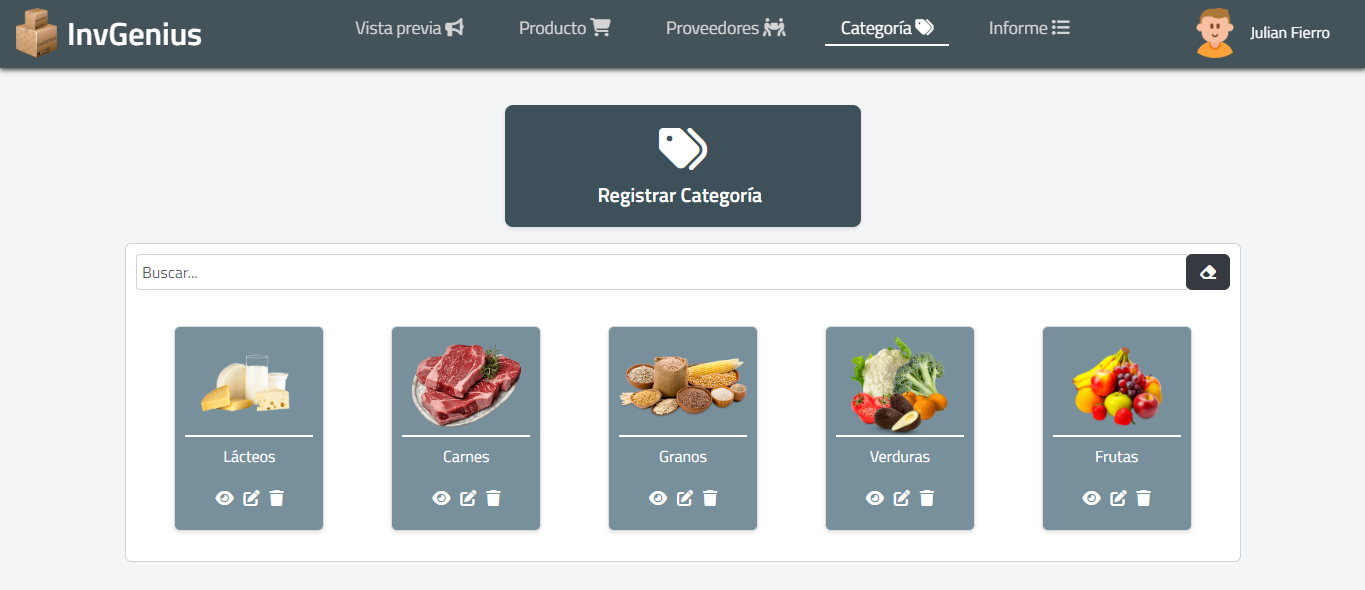 InvGenius
Vista previa
Producto
Proveedores
Categoría
Informe
Julian Fierro
Registrar Categoría
Buscar...
Lácteos
Carnes
Granos
Verduras
Frutas